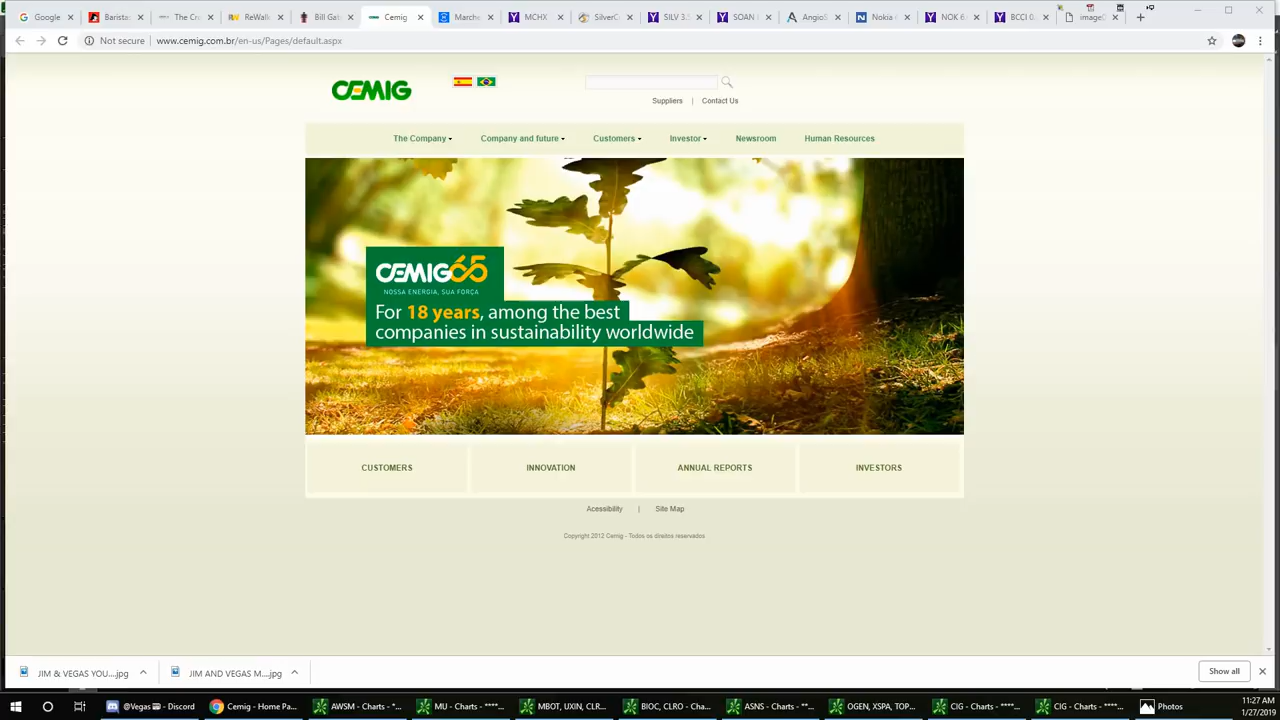 Google
Barista
The Cro
ReWalk
Bill Gat
Cemig
Marche
MCHX
SilverC
SILV 3.
SOAN
AngioS
Nokia
NOK 6.
BCCI 0.
image
Not secure
www.cemig.com.br/en-us/Pages/default.aspx
CEMIG
Suppliers | Contact Us
The Company
Company and future
Customers
Investor
Newsroom
Human Resources
CEMIG65
NOSSA ENERGIA, SUA FORÇA
For 18 years, among the best
companies in sustainability worldwide
CUSTOMERS
INNOVATION
ANNUAL REPORTS
INVESTORS
Acessibility | Site Map
Copyright 2012 Cemig - Todos os direitos reservados
JIM & VEGAS YOU....jpg
JIM AND VEGAS M....jpg
Show all
@Vegas - Discord
Cemig - Home Pa...
AWSM - Charts - *...
MU - Charts - ****...
MBOT, UXIN, CLR...
BIOC, CLRO - Cha...
ASNS - Charts - **...
OGEN, XSPA, TOP...
CIG - Charts - ****...
CIG - Charts - ****...
Photos
11:27 AM
1/27/2019